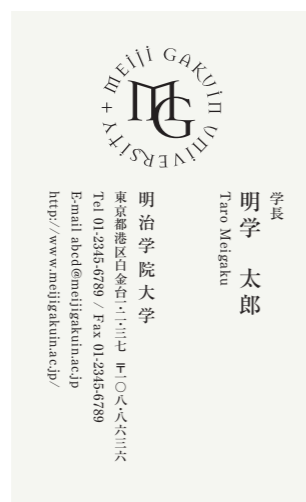 MEIJI GAKUIN UNIVERSITY +
MG
学長
明学 太郎
Taro Meigaku
明治学院大学
東京都港区白金台一・二・三七 〒一〇八・八六三六
Tel 01-2345-6789 / Fax 01-2345-6789
E-mail abcd@meijigakuin.ac.jp
http://www.meijigakuin.ac.jp/